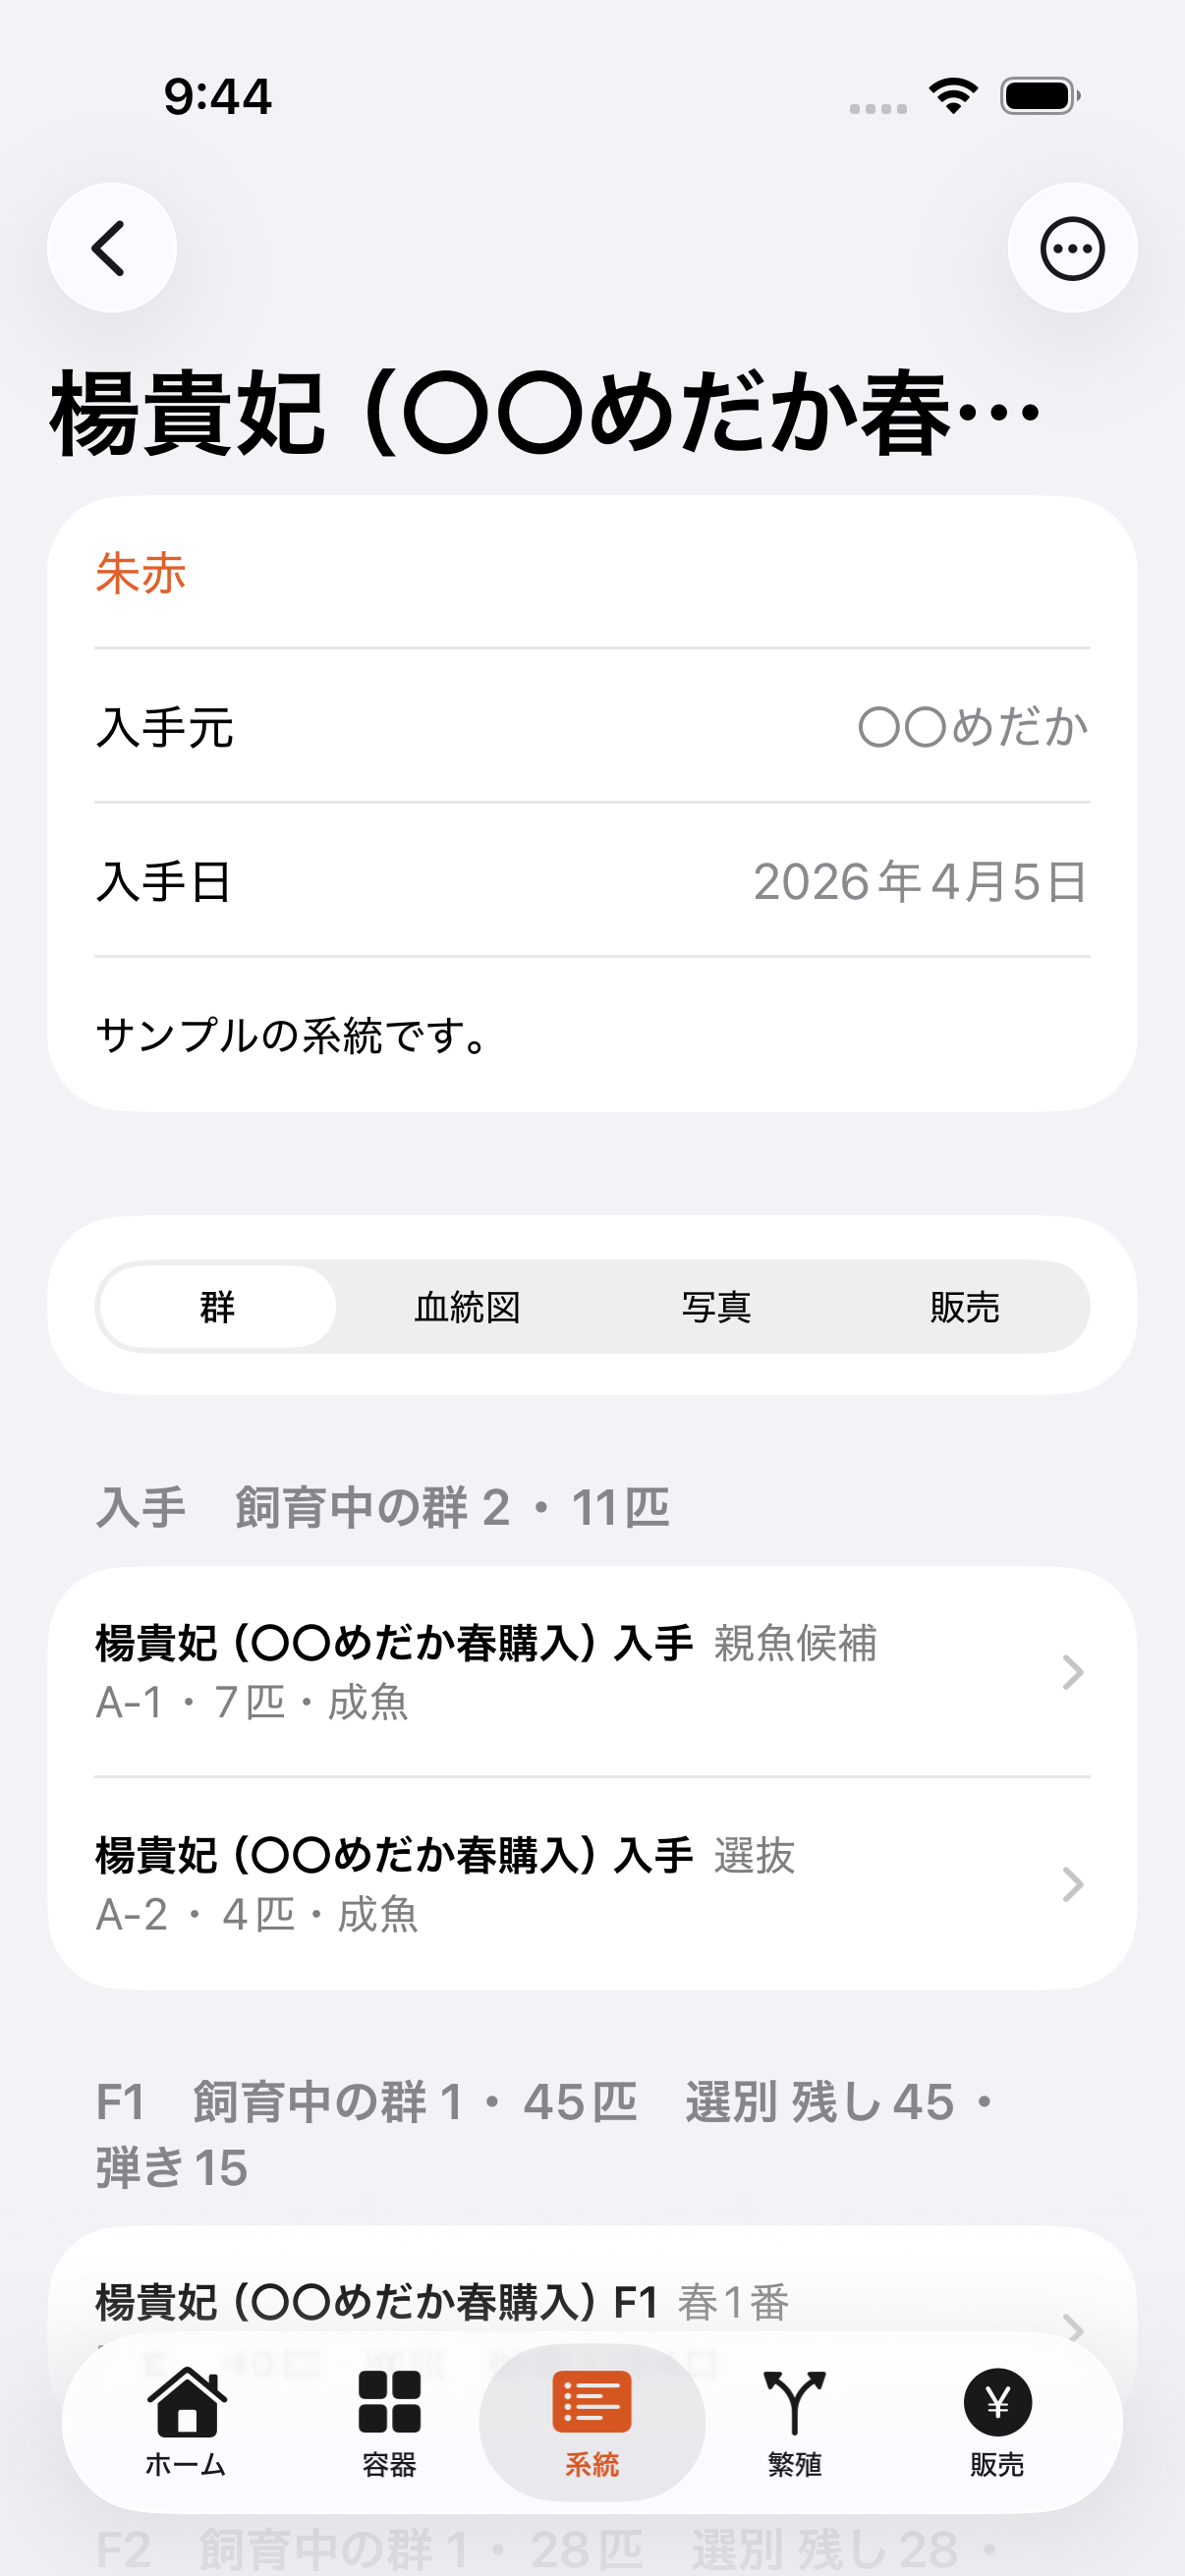 9:44
楊貴妃（〇〇めだか春…
朱赤
入手元 〇〇めだか
入手日 2026年4月5日
サンプルの系統です。
群 血統図 写真 販売
入手　飼育中の群 2・11匹
楊貴妃（〇〇めだか春購入）入手 親魚候補
A-1・7匹・成魚
楊貴妃（〇〇めだか春購入）入手 選抜
A-2・4匹・成魚
F1　飼育中の群 1・45匹　選別 残し45・
弾き15
楊貴妃（〇〇めだか春購入）F1 春1番
ホーム 容器 系統 繁殖 販売
F2　飼育中の群 1・28匹　選別 残し28・